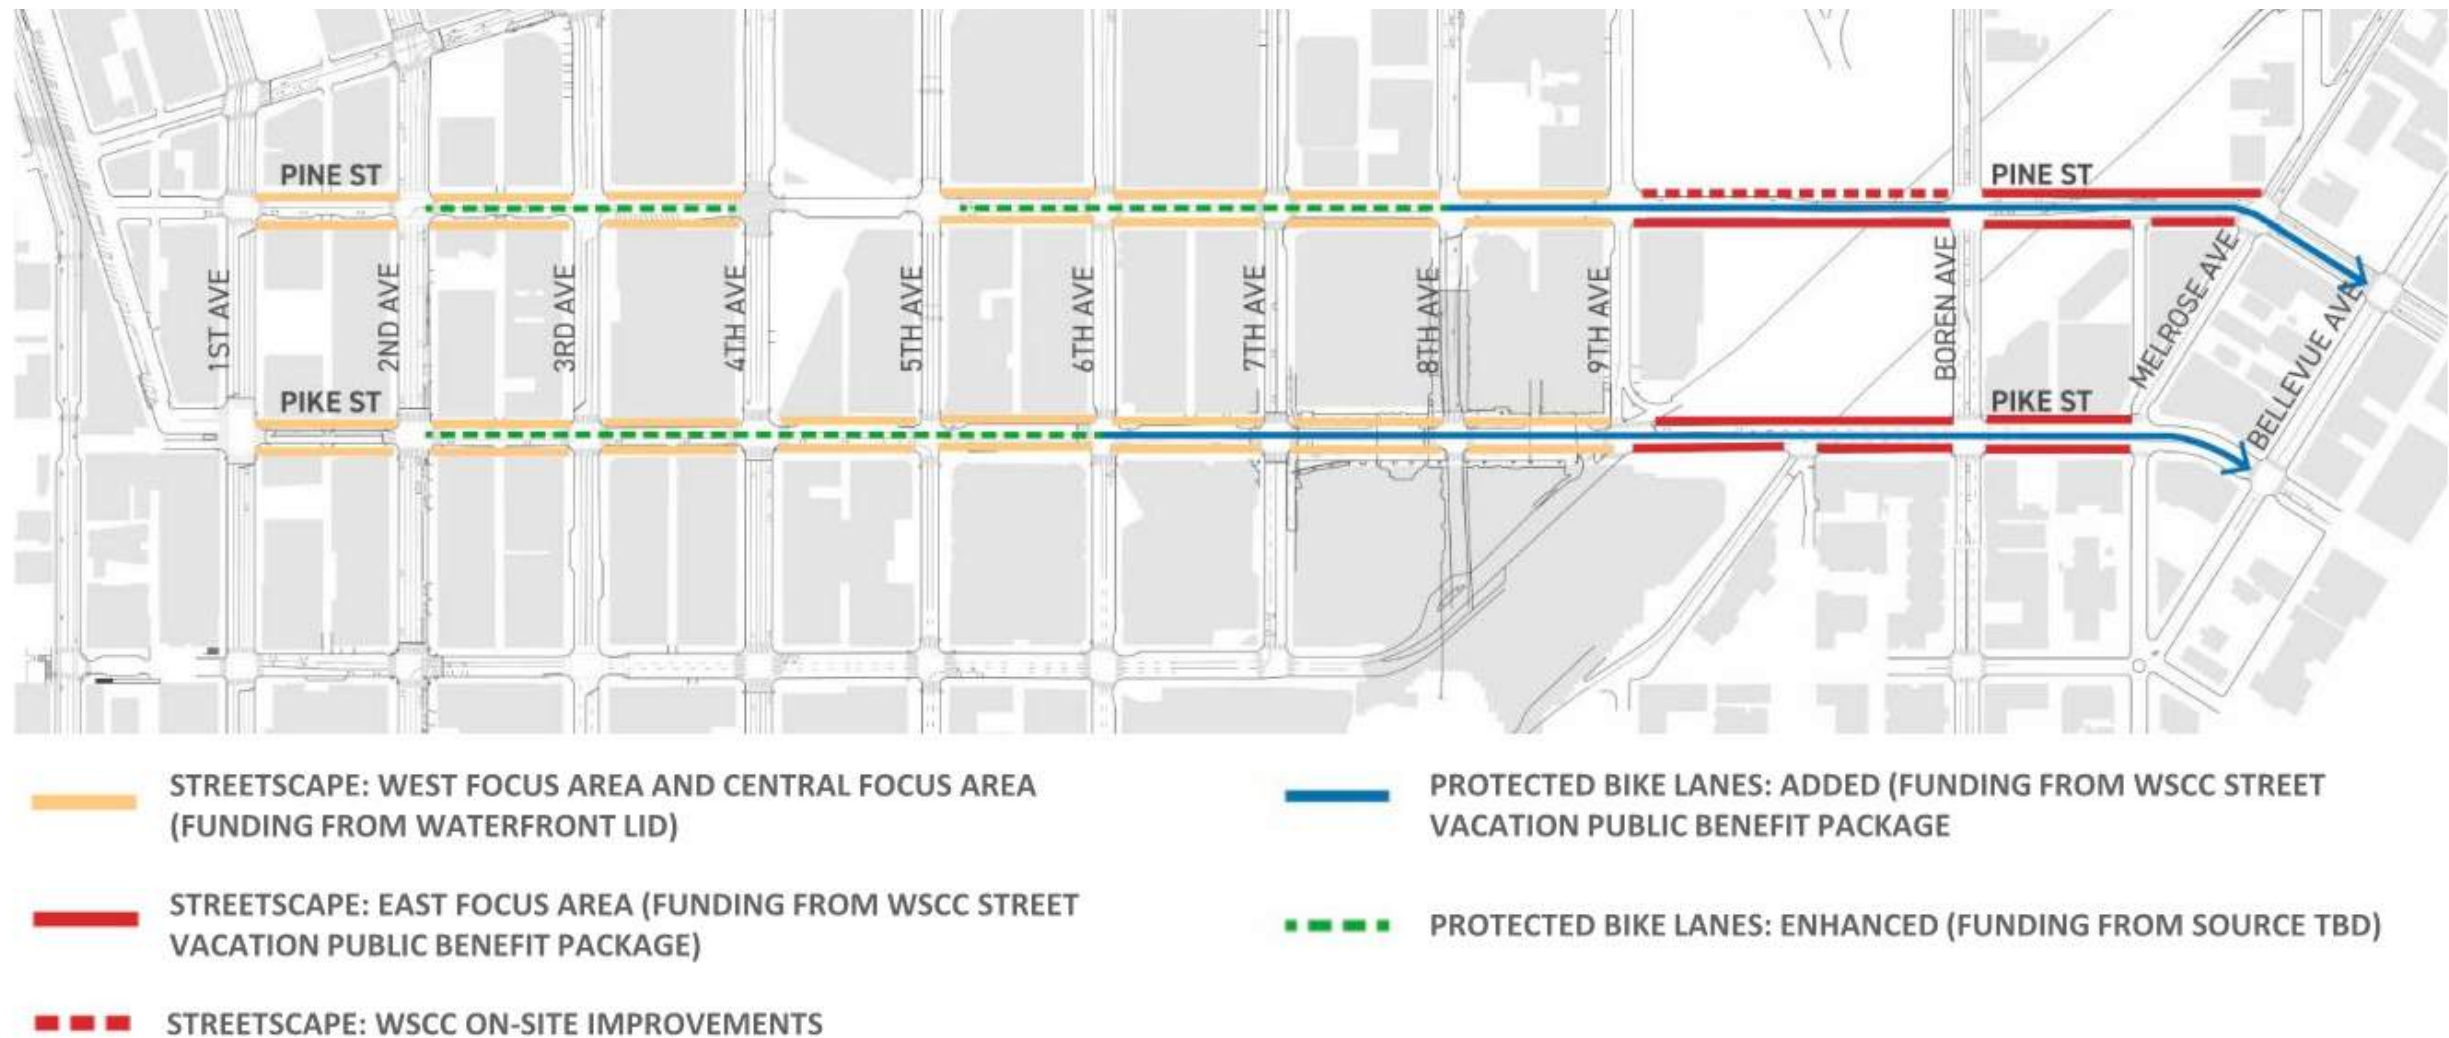 PINE ST
PINE ST
1ST AVE
2ND AVE
3RD AVE
4TH AVE
5TH AVE
6TH AVE
7TH AVE
8TH AVE
9TH AVE
BOREN AVE
MELROSE AVE
BELLEVUE AVE
PIKE ST
PIKE ST
STREETSCAPE: WEST FOCUS AREA AND CENTRAL FOCUS AREA
(FUNDING FROM WATERFRONT LID)
STREETSCAPE: EAST FOCUS AREA (FUNDING FROM WSCC STREET
VACATION PUBLIC BENEFIT PACKAGE)
STREETSCAPE: WSCC ON-SITE IMPROVEMENTS
PROTECTED BIKE LANES: ADDED (FUNDING FROM WSCC STREET
VACATION PUBLIC BENEFIT PACKAGE
PROTECTED BIKE LANES: ENHANCED (FUNDING FROM SOURCE TBD)